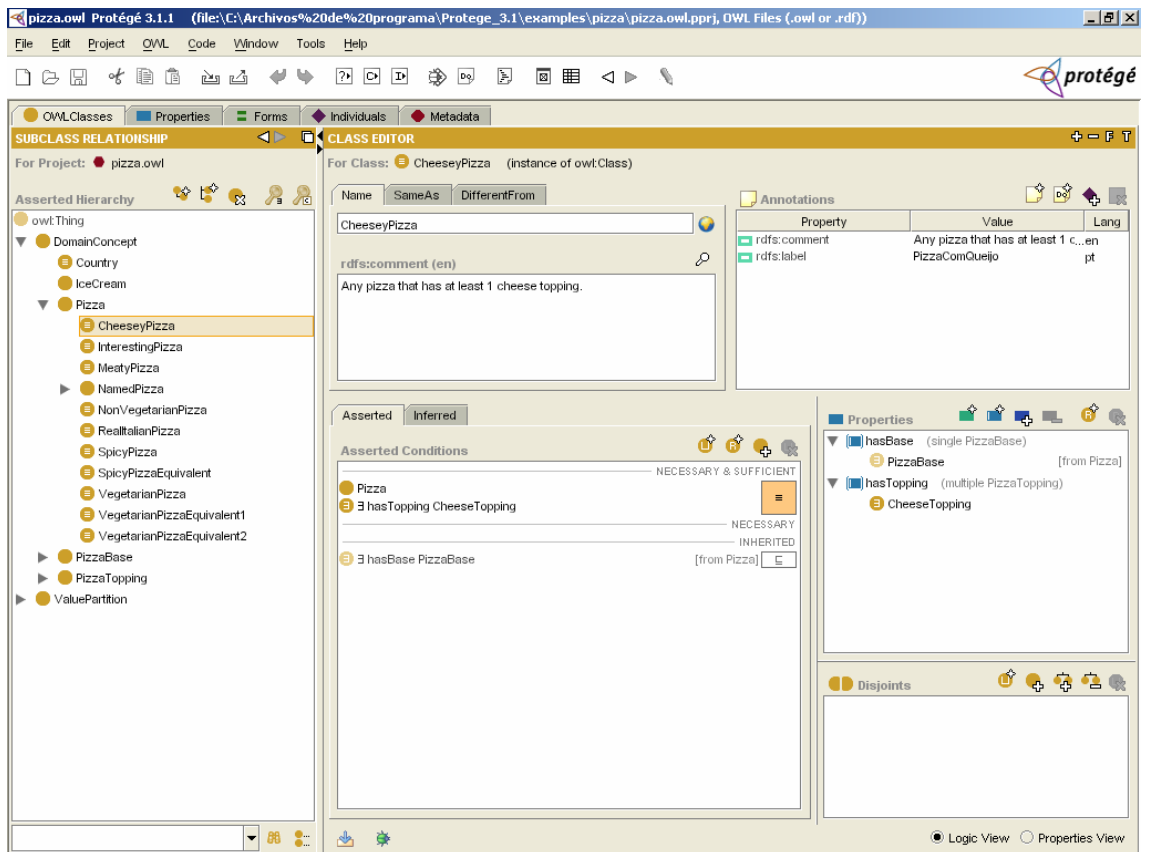 pizza.owl Protégé 3.1.1 (file:\C:\Archivos%20de%20programa\Protege_3.1\examples\pizza\pizza.owl.pprj, OWL Files (.owl or .rdf))
File Edit Project OWL Code Window Tools Help
protégé
OWLClasses Properties Forms Individuals Metadata
SUBCLASS RELATIONSHIP
For Project: pizza.owl
Asserted Hierarchy
owl:Thing
DomainConcept
Country
IceCream
Pizza
CheeseyPizza
InterestingPizza
MeatyPizza
NamedPizza
NonVegetarianPizza
RealItalianPizza
SpicyPizza
SpicyPizzaEquivalent
VegetarianPizza
VegetarianPizzaEquivalent1
VegetarianPizzaEquivalent2
PizzaBase
PizzaTopping
ValuePartition
CLASS EDITOR
For Class: CheeseyPizza (instance of owl:Class)
Name SameAs DifferentFrom
CheeseyPizza
rdfs:comment (en)
Any pizza that has at least 1 cheese topping.
Annotations
Property Value Lang
rdfs:comment Any pizza that has at least 1 c... en
rdfs:label PizzaComQueijo pt
Asserted Inferred
Asserted Conditions
NECESSARY & SUFFICIENT
Pizza
∃ hasTopping CheeseTopping
≡
NECESSARY
INHERITED
∃ hasBase PizzaBase [from Pizza] ⊑
Properties
hasBase (single PizzaBase)
PizzaBase [from Pizza]
hasTopping (multiple PizzaTopping)
CheeseTopping
Disjoints
Logic View Properties View